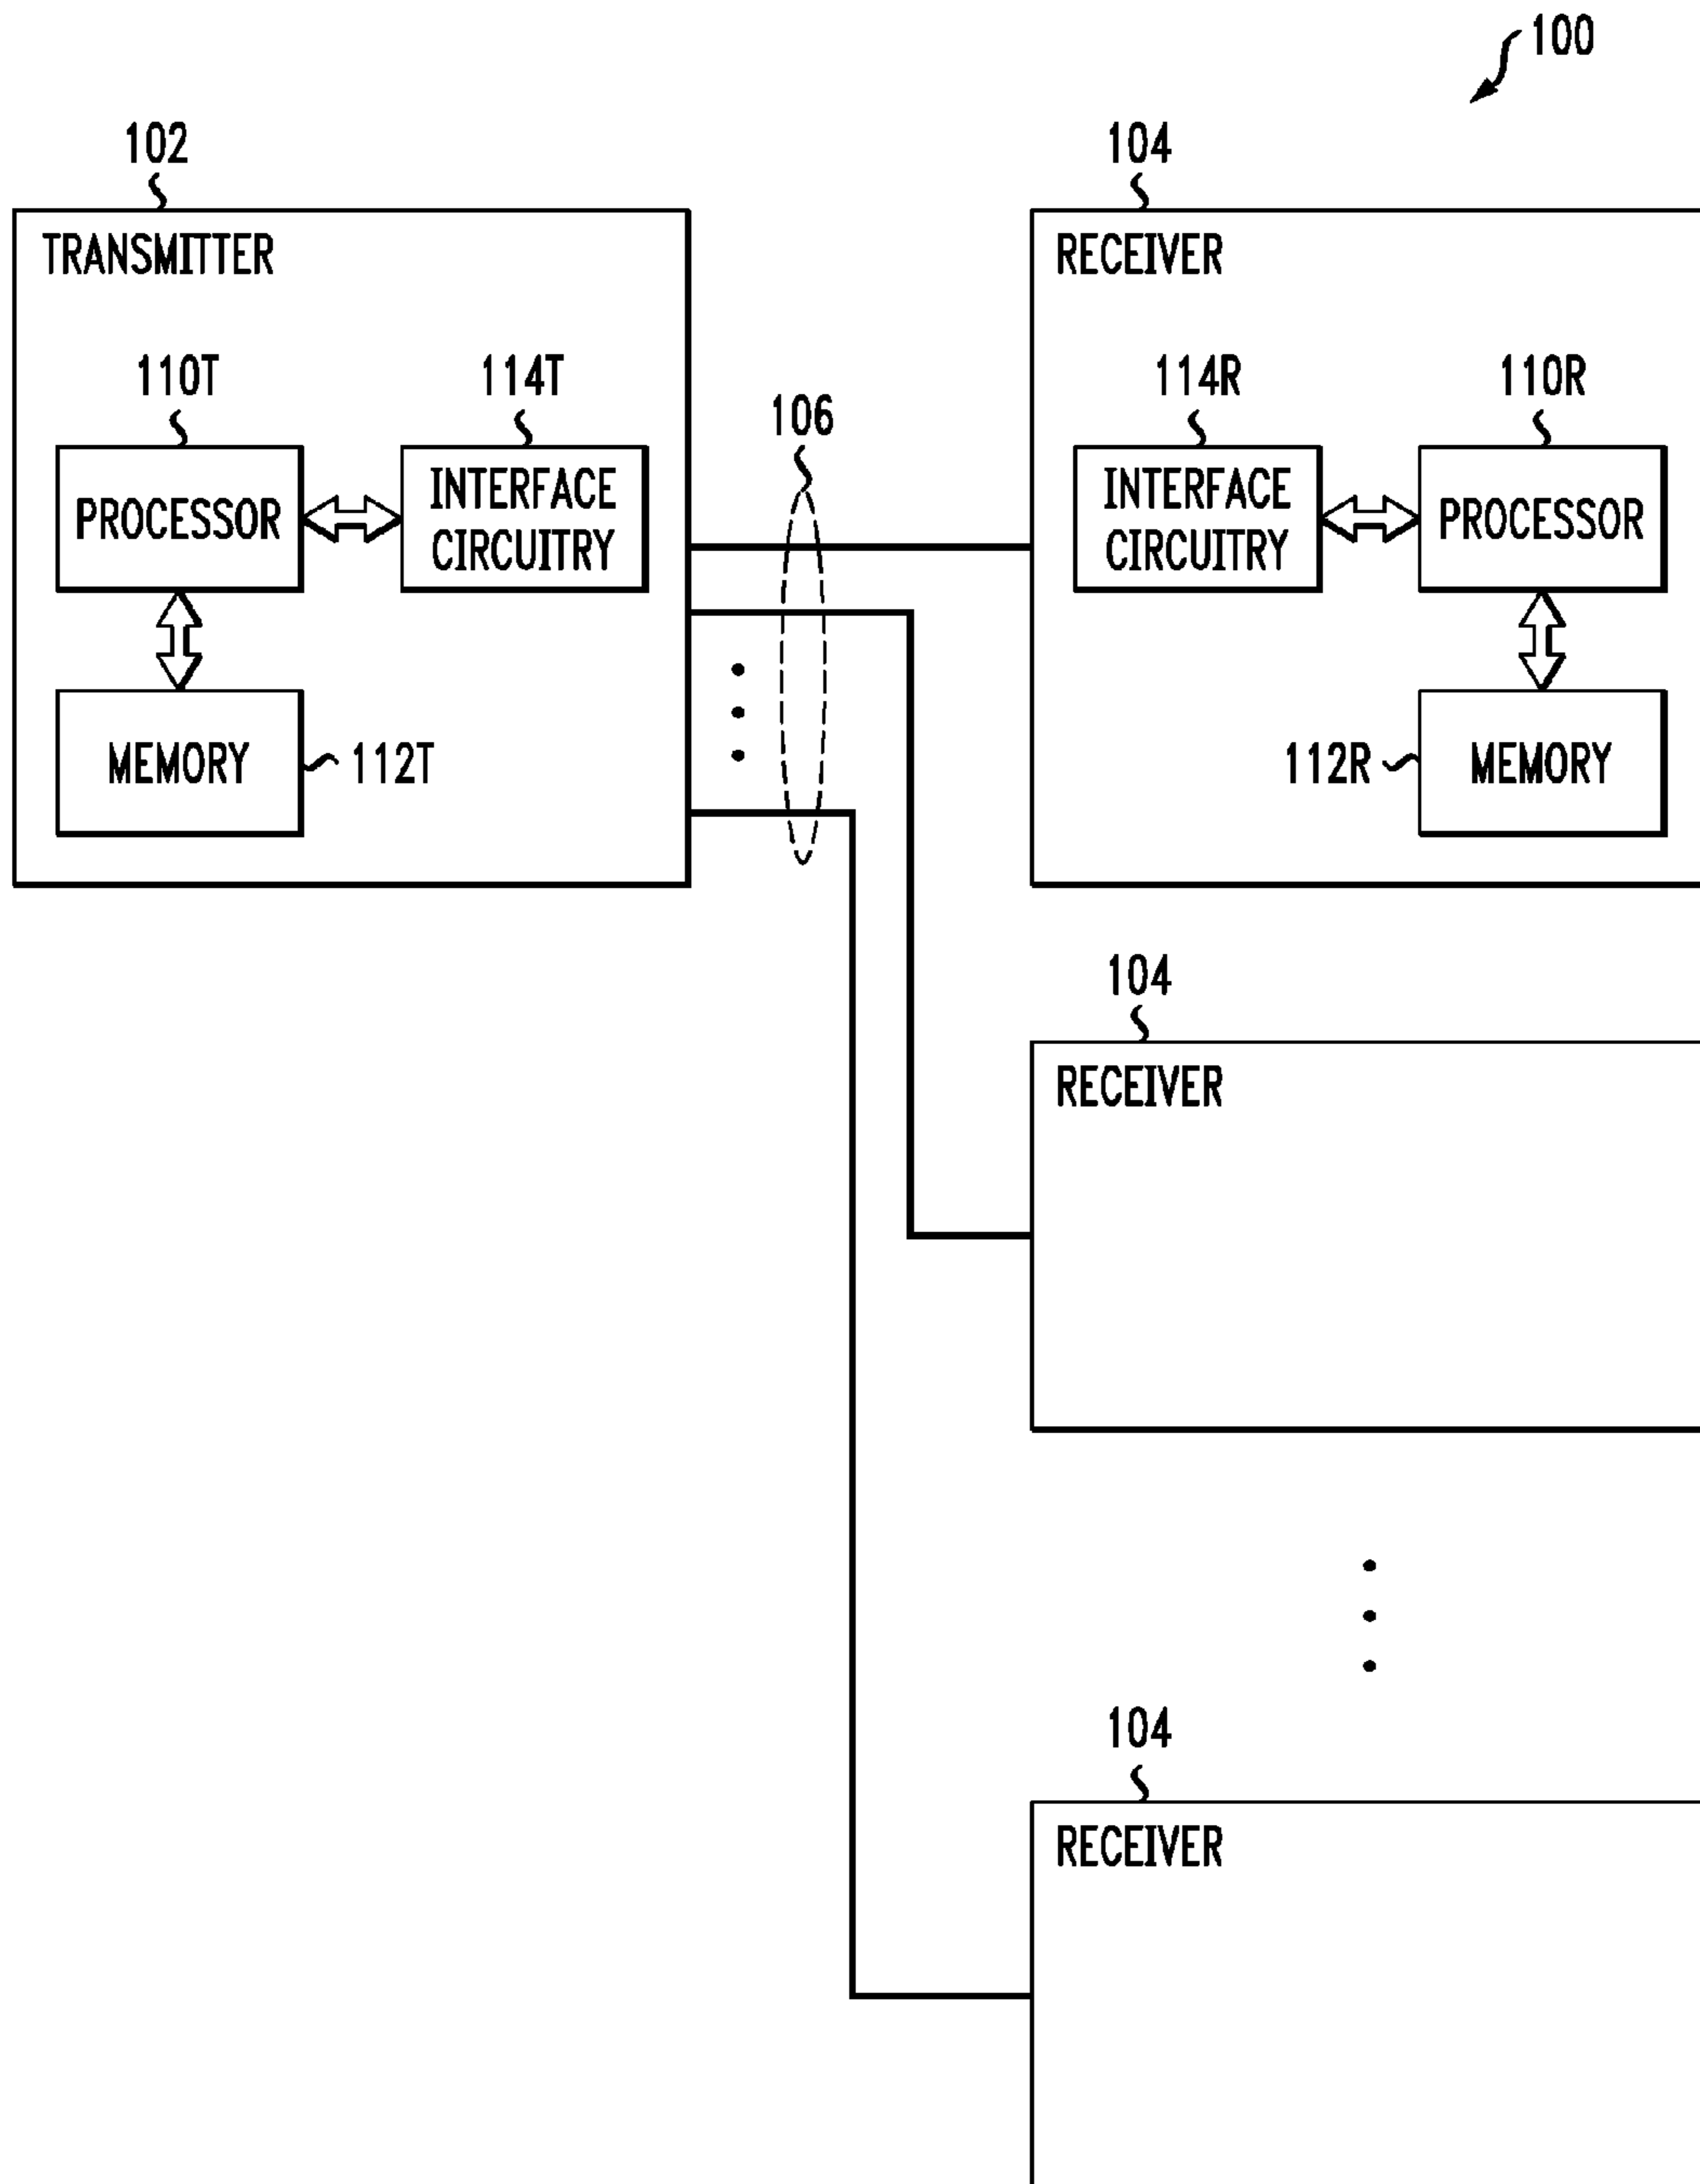 100
102
104
TRANSMITTER
RECEIVER
110T
114T
106
114R
110R
PROCESSOR
INTERFACE
CIRCUITRY
INTERFACE
CIRCUITRY
PROCESSOR
MEMORY
112T
112R
MEMORY
104
RECEIVER
104
RECEIVER